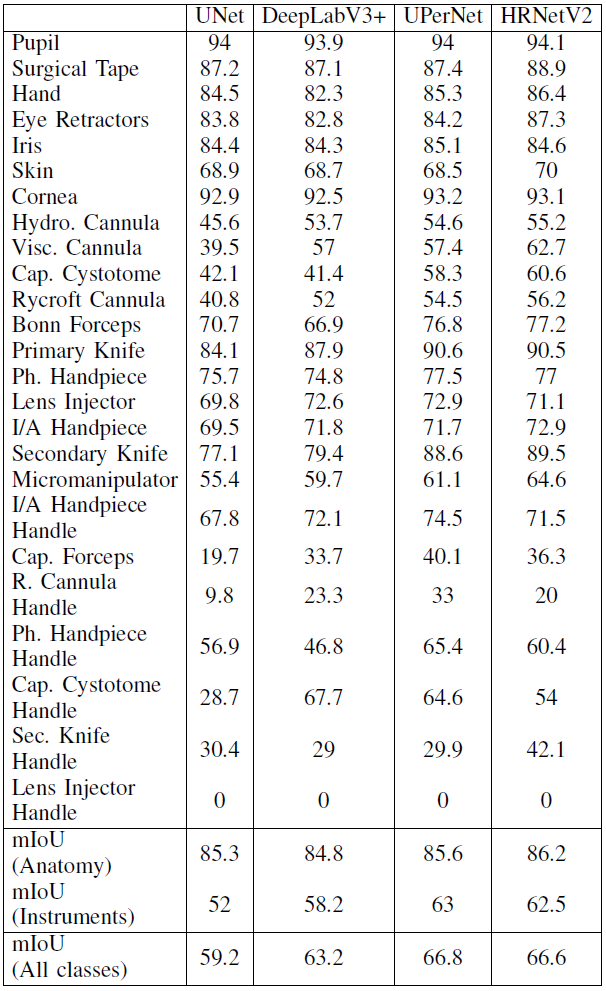 UNet DeepLabV3+ UPerNet HRNetV2
Pupil 94 93.9 94 94.1
Surgical Tape 87.2 87.1 87.4 88.9
Hand 84.5 82.3 85.3 86.4
Eye Retractors 83.8 82.8 84.2 87.3
Iris 84.4 84.3 85.1 84.6
Skin 68.9 68.7 68.5 70
Cornea 92.9 92.5 93.2 93.1
Hydro. Cannula 45.6 53.7 54.6 55.2
Visc. Cannula 39.5 57 57.4 62.7
Cap. Cystotome 42.1 41.4 58.3 60.6
Rycroft Cannula 40.8 52 54.5 56.2
Bonn Forceps 70.7 66.9 76.8 77.2
Primary Knife 84.1 87.9 90.6 90.5
Ph. Handpiece 75.7 74.8 77.5 77
Lens Injector 69.8 72.6 72.9 71.1
I/A Handpiece 69.5 71.8 71.7 72.9
Secondary Knife 77.1 79.4 88.6 89.5
Micromanipulator 55.4 59.7 61.1 64.6
I/A Handpiece
Handle 67.8 72.1 74.5 71.5
Cap. Forceps 19.7 33.7 40.1 36.3
R. Cannula
Handle 9.8 23.3 33 20
Ph. Handpiece
Handle 56.9 46.8 65.4 60.4
Cap. Cystotome
Handle 28.7 67.7 64.6 54
Sec. Knife
Handle 30.4 29 29.9 42.1
Lens Injector
Handle 0 0 0 0
mIoU
(Anatomy) 85.3 84.8 85.6 86.2
mIoU
(Instruments) 52 58.2 63 62.5
mIoU
(All classes) 59.2 63.2 66.8 66.6